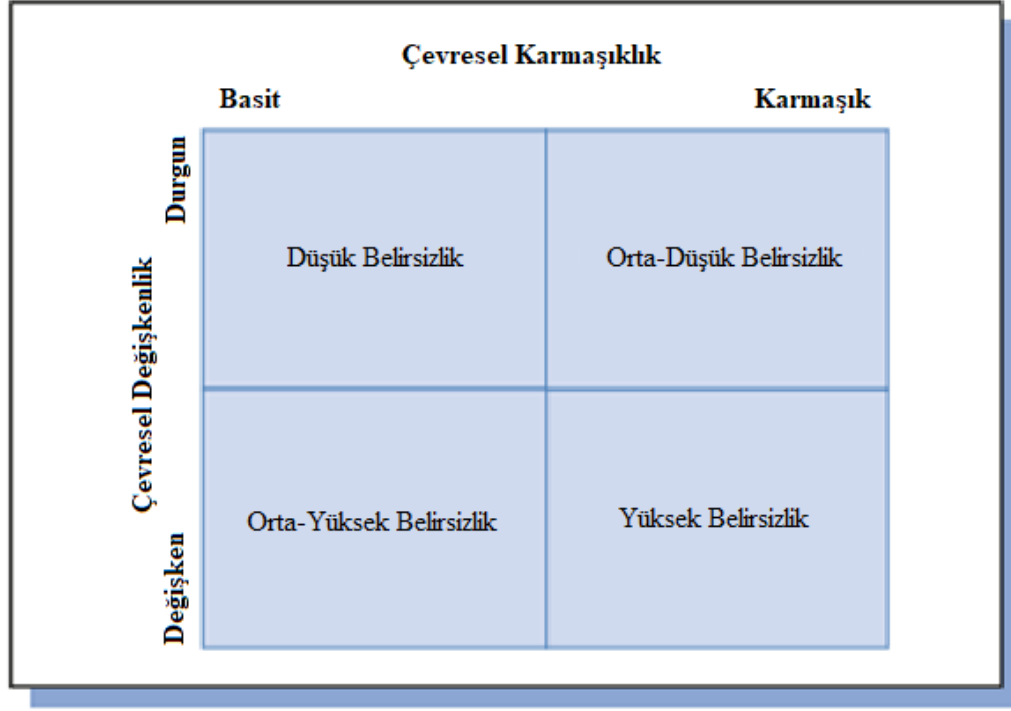 Çevresel Karmaşıklık
Basit
Karmaşık
Çevresel Değişkenlik
Durgun
Değişken
Düşük Belirsizlik
Orta-Düşük Belirsizlik
Orta-Yüksek Belirsizlik
Yüksek Belirsizlik